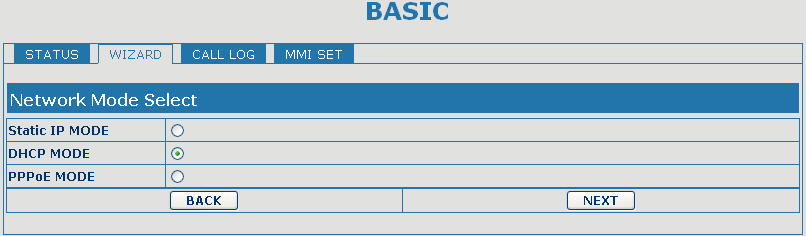 BASIC
STATUS WIZARD CALL LOG MMI SET
Network Mode Select
Static IP MODE
DHCP MODE
PPPoE MODE
BACK NEXT